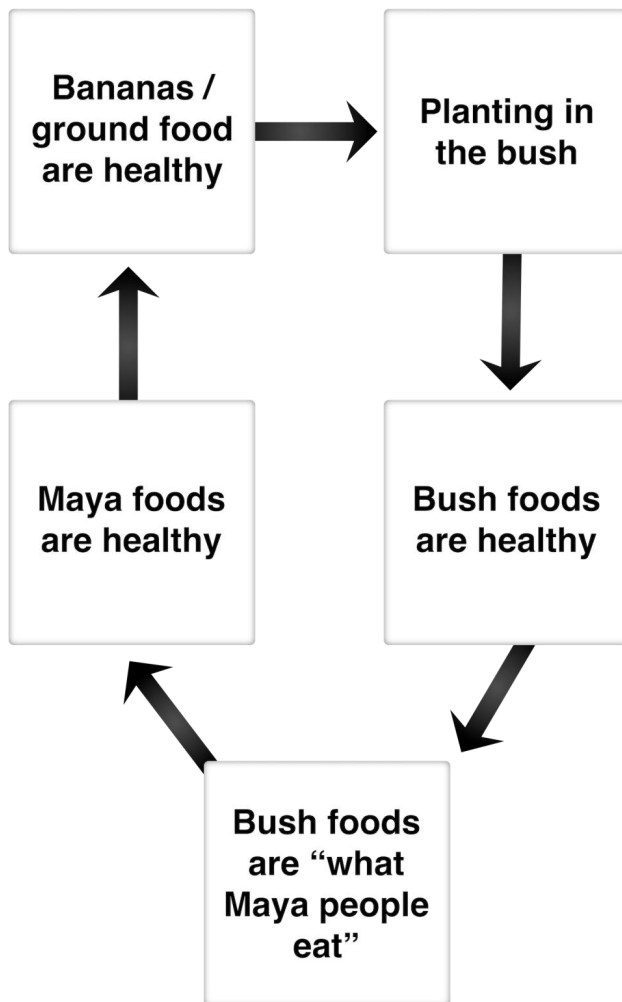 Bananas /
ground food
are healthy
Planting in
the bush
Maya foods
are healthy
Bush foods
are healthy
Bush foods
are “what
Maya people
eat”